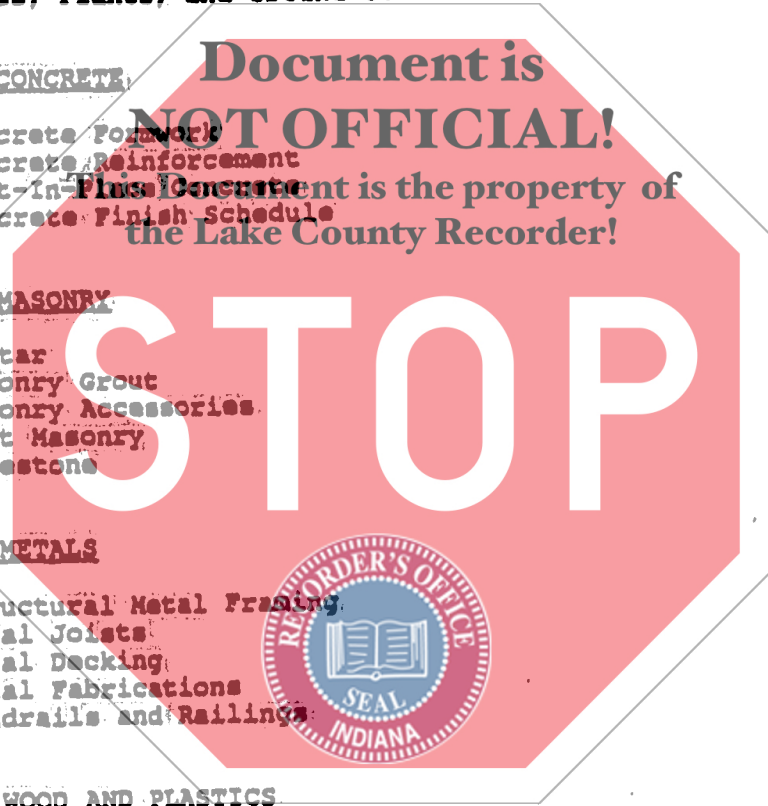 Document is
NOT OFFICIAL!
This Document is the property of
the Lake County Recorder!
STOP
RECORDER'S OFFICE
SEAL
INDIANA
CONCRETE
crete Formwork
crete Reinforcement
t-In- Concrete
crete Finish Schedule
MASONRY
tar
onry Grout
onry Accessories
t Masonry
estone
METALS
uctural Metal Framing
al Joists
al Decking
al Fabrications
drails and Railings
WOOD AND PLASTICS